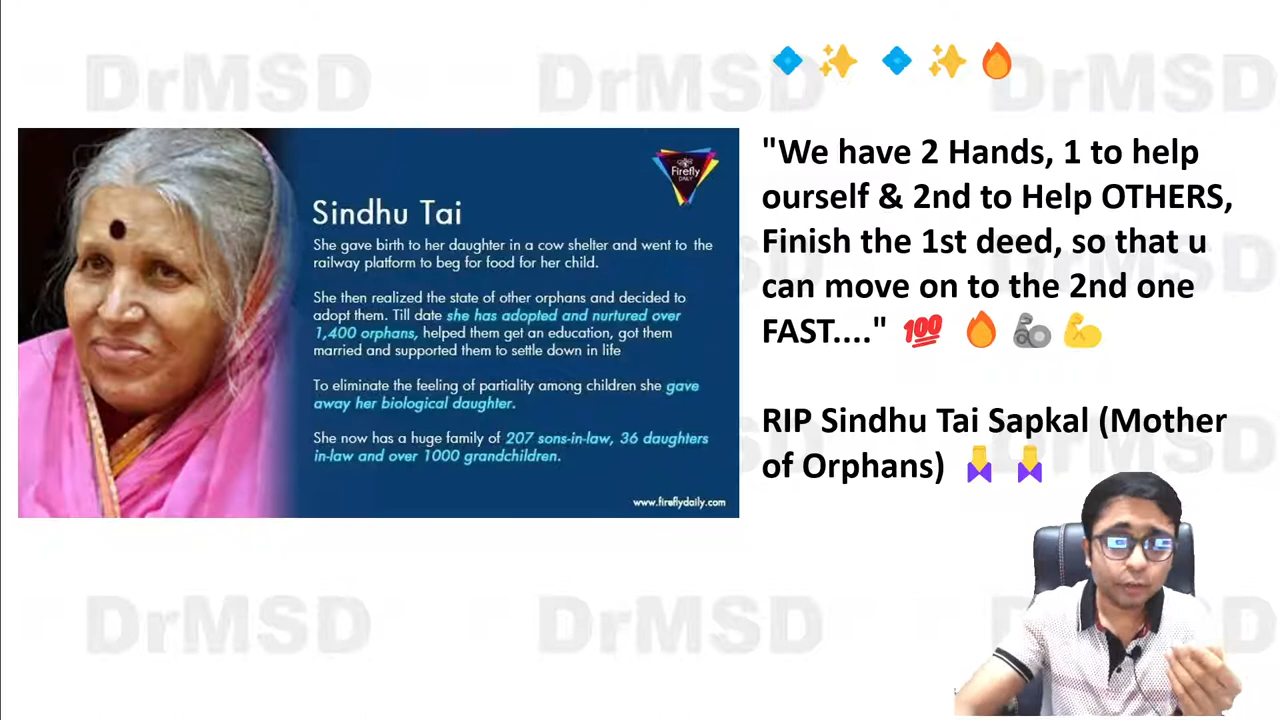 DrMSD DrMSD DrMSD
Firefly
DAILY
Sindhu Tai
She gave birth to her daughter in a cow shelter and went to the
railway platform to beg for food for her child.
She then realized the state of other orphans and decided to
adopt them. Till date she has adopted and nurtured over
1,400 orphans, helped them get an education, got them
married and supported them to settle down in life
To eliminate the feeling of partiality among children she gave
away her biological daughter.
She now has a huge family of 207 sons-in-law, 36 daughters
in-law and over 1000 grandchildren.
www.fireflydaily.com
"We have 2 Hands, 1 to help
ourself & 2nd to Help OTHERS,
Finish the 1st deed, so that u
can move on to the 2nd one
FAST...." 💯 🔥 🦾 💪
RIP Sindhu Tai Sapkal (Mother
of Orphans)
DrMSD DrMSD DrMSD